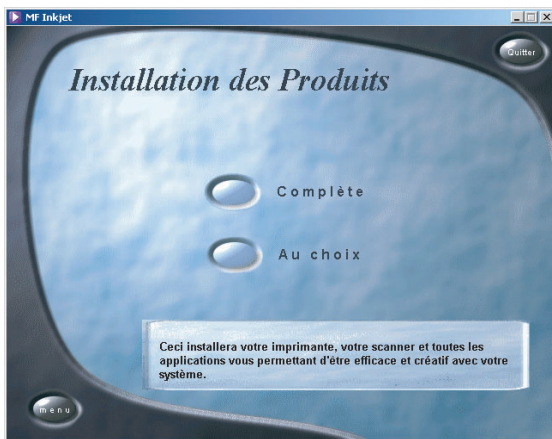 MF Inkjet
Quitter
Installation des Produits
Complète
Au choix
Ceci installera votre imprimante, votre scanner et toutes les
applications vous permettant d'être efficace et créatif avec votre
système.
menu